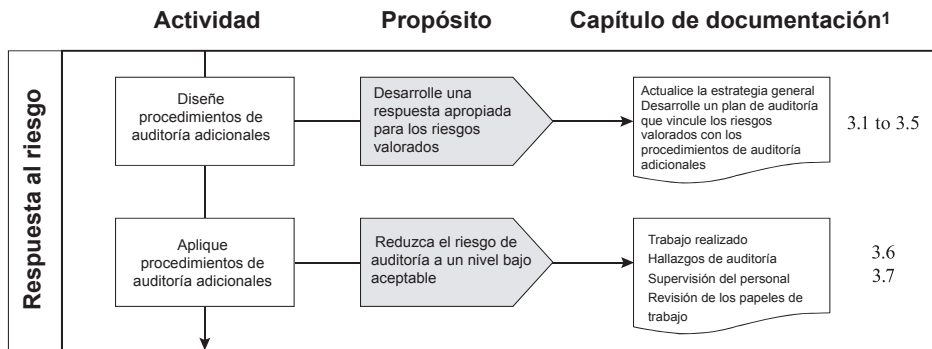 Actividad
Propósito
Capítulo de documentación1
Respuesta al riesgo
Diseñe
procedimientos de
auditoría adicionales
Desarrolle una
respuesta apropiada
para los riesgos
valorados
Actualice la estrategia general
Desarrolle un plan de auditoría
que vincule los riesgos
valorados con los
procedimientos de auditoría
adicionales
3.1 to 3.5
Aplique
procedimientos de
auditoría adicionales
Reduzca el riesgo de
auditoría a un nivel bajo
aceptable
Trabajo realizado
Hallazgos de auditoría
Supervisión del personal
Revisión de los papeles de
trabajo
3.6
3.7